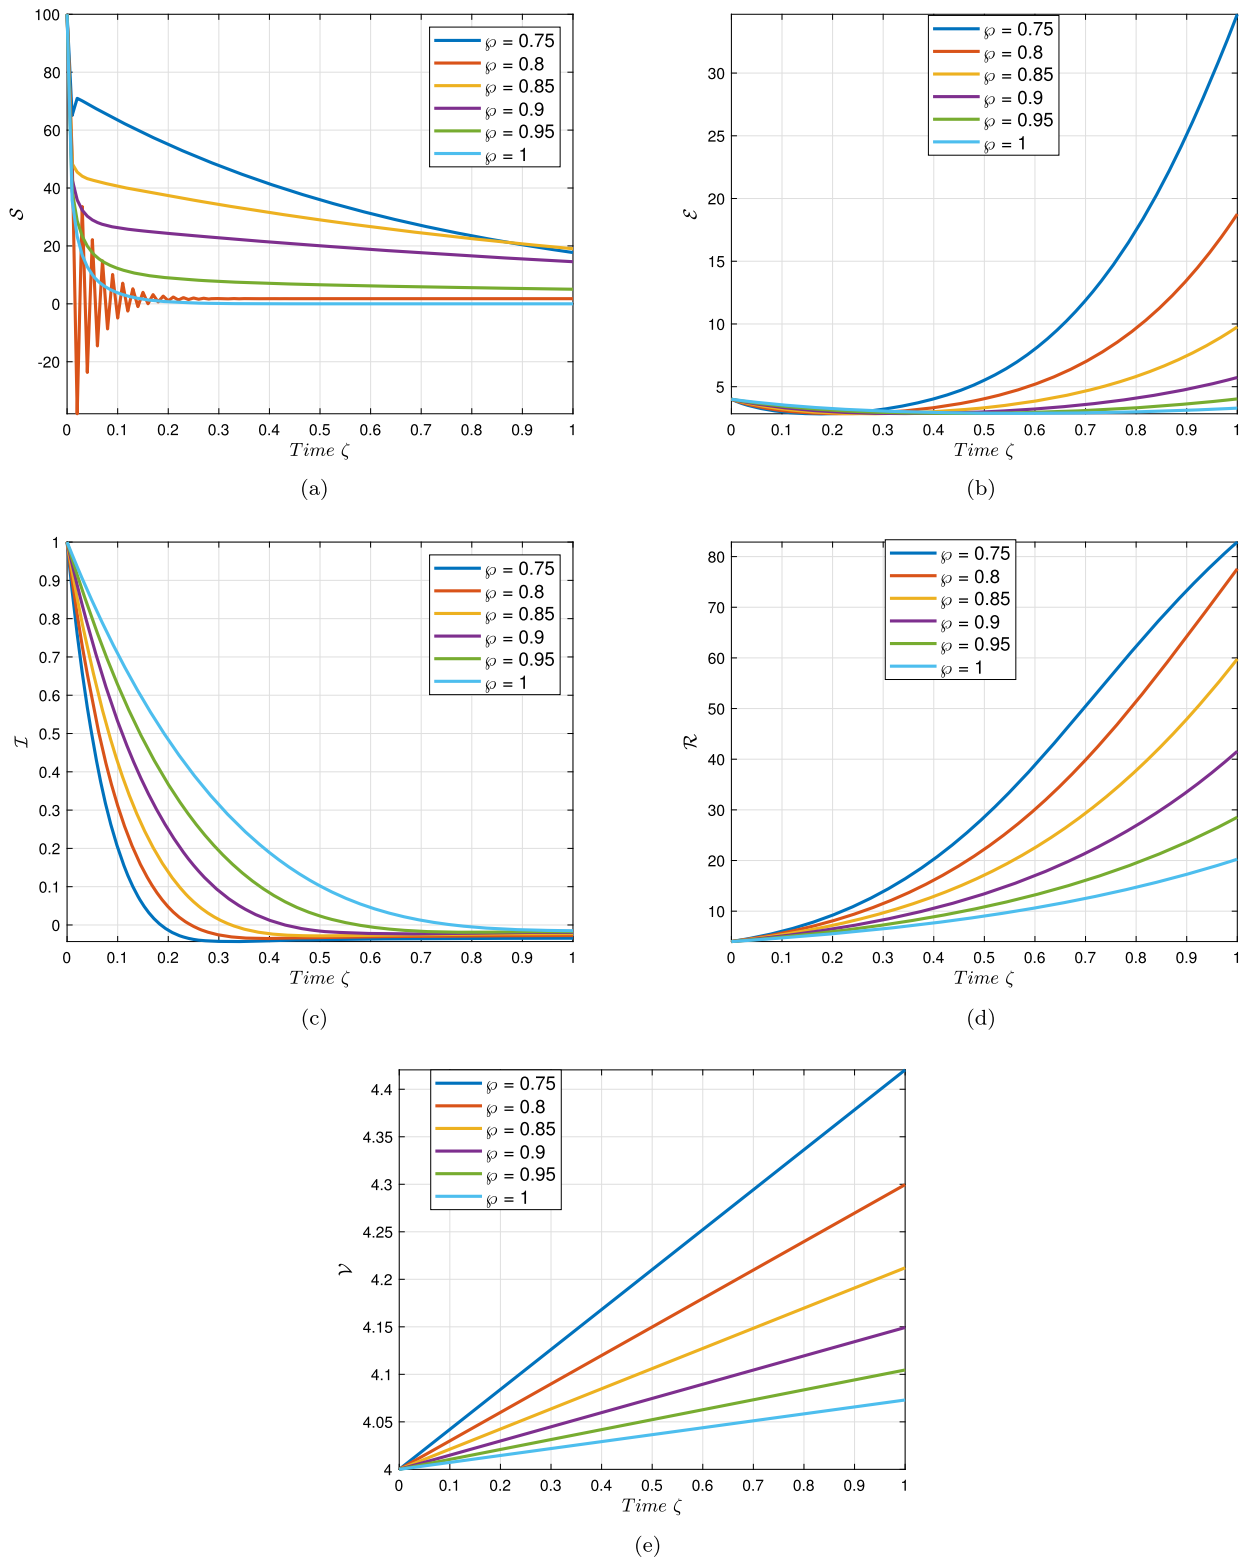 100
80
60
40
20
0
-20
𝒮
℘ = 0.75
℘ = 0.8
℘ = 0.85
℘ = 0.9
℘ = 0.95
℘ = 1
0 0.1 0.2 0.3 0.4 0.5 0.6 0.7 0.8 0.9 1
Time ζ
(a)
35
30
25
20
15
10
5
ℰ
℘ = 0.75
℘ = 0.8
℘ = 0.85
℘ = 0.9
℘ = 0.95
℘ = 1
0 0.1 0.2 0.3 0.4 0.5 0.6 0.7 0.8 0.9 1
Time ζ
(b)
1
0.9
0.8
0.7
0.6
0.5
0.4
0.3
0.2
0.1
0
ℐ
℘ = 0.75
℘ = 0.8
℘ = 0.85
℘ = 0.9
℘ = 0.95
℘ = 1
0 0.1 0.2 0.3 0.4 0.5 0.6 0.7 0.8 0.9 1
Time ζ
(c)
80
70
60
50
40
30
20
10
ℛ
℘ = 0.75
℘ = 0.8
℘ = 0.85
℘ = 0.9
℘ = 0.95
℘ = 1
0 0.1 0.2 0.3 0.4 0.5 0.6 0.7 0.8 0.9 1
Time ζ
(d)
4.4
4.35
4.3
4.25
4.2
4.15
4.1
4.05
4
𝒱
℘ = 0.75
℘ = 0.8
℘ = 0.85
℘ = 0.9
℘ = 0.95
℘ = 1
0 0.1 0.2 0.3 0.4 0.5 0.6 0.7 0.8 0.9 1
Time ζ
(e)